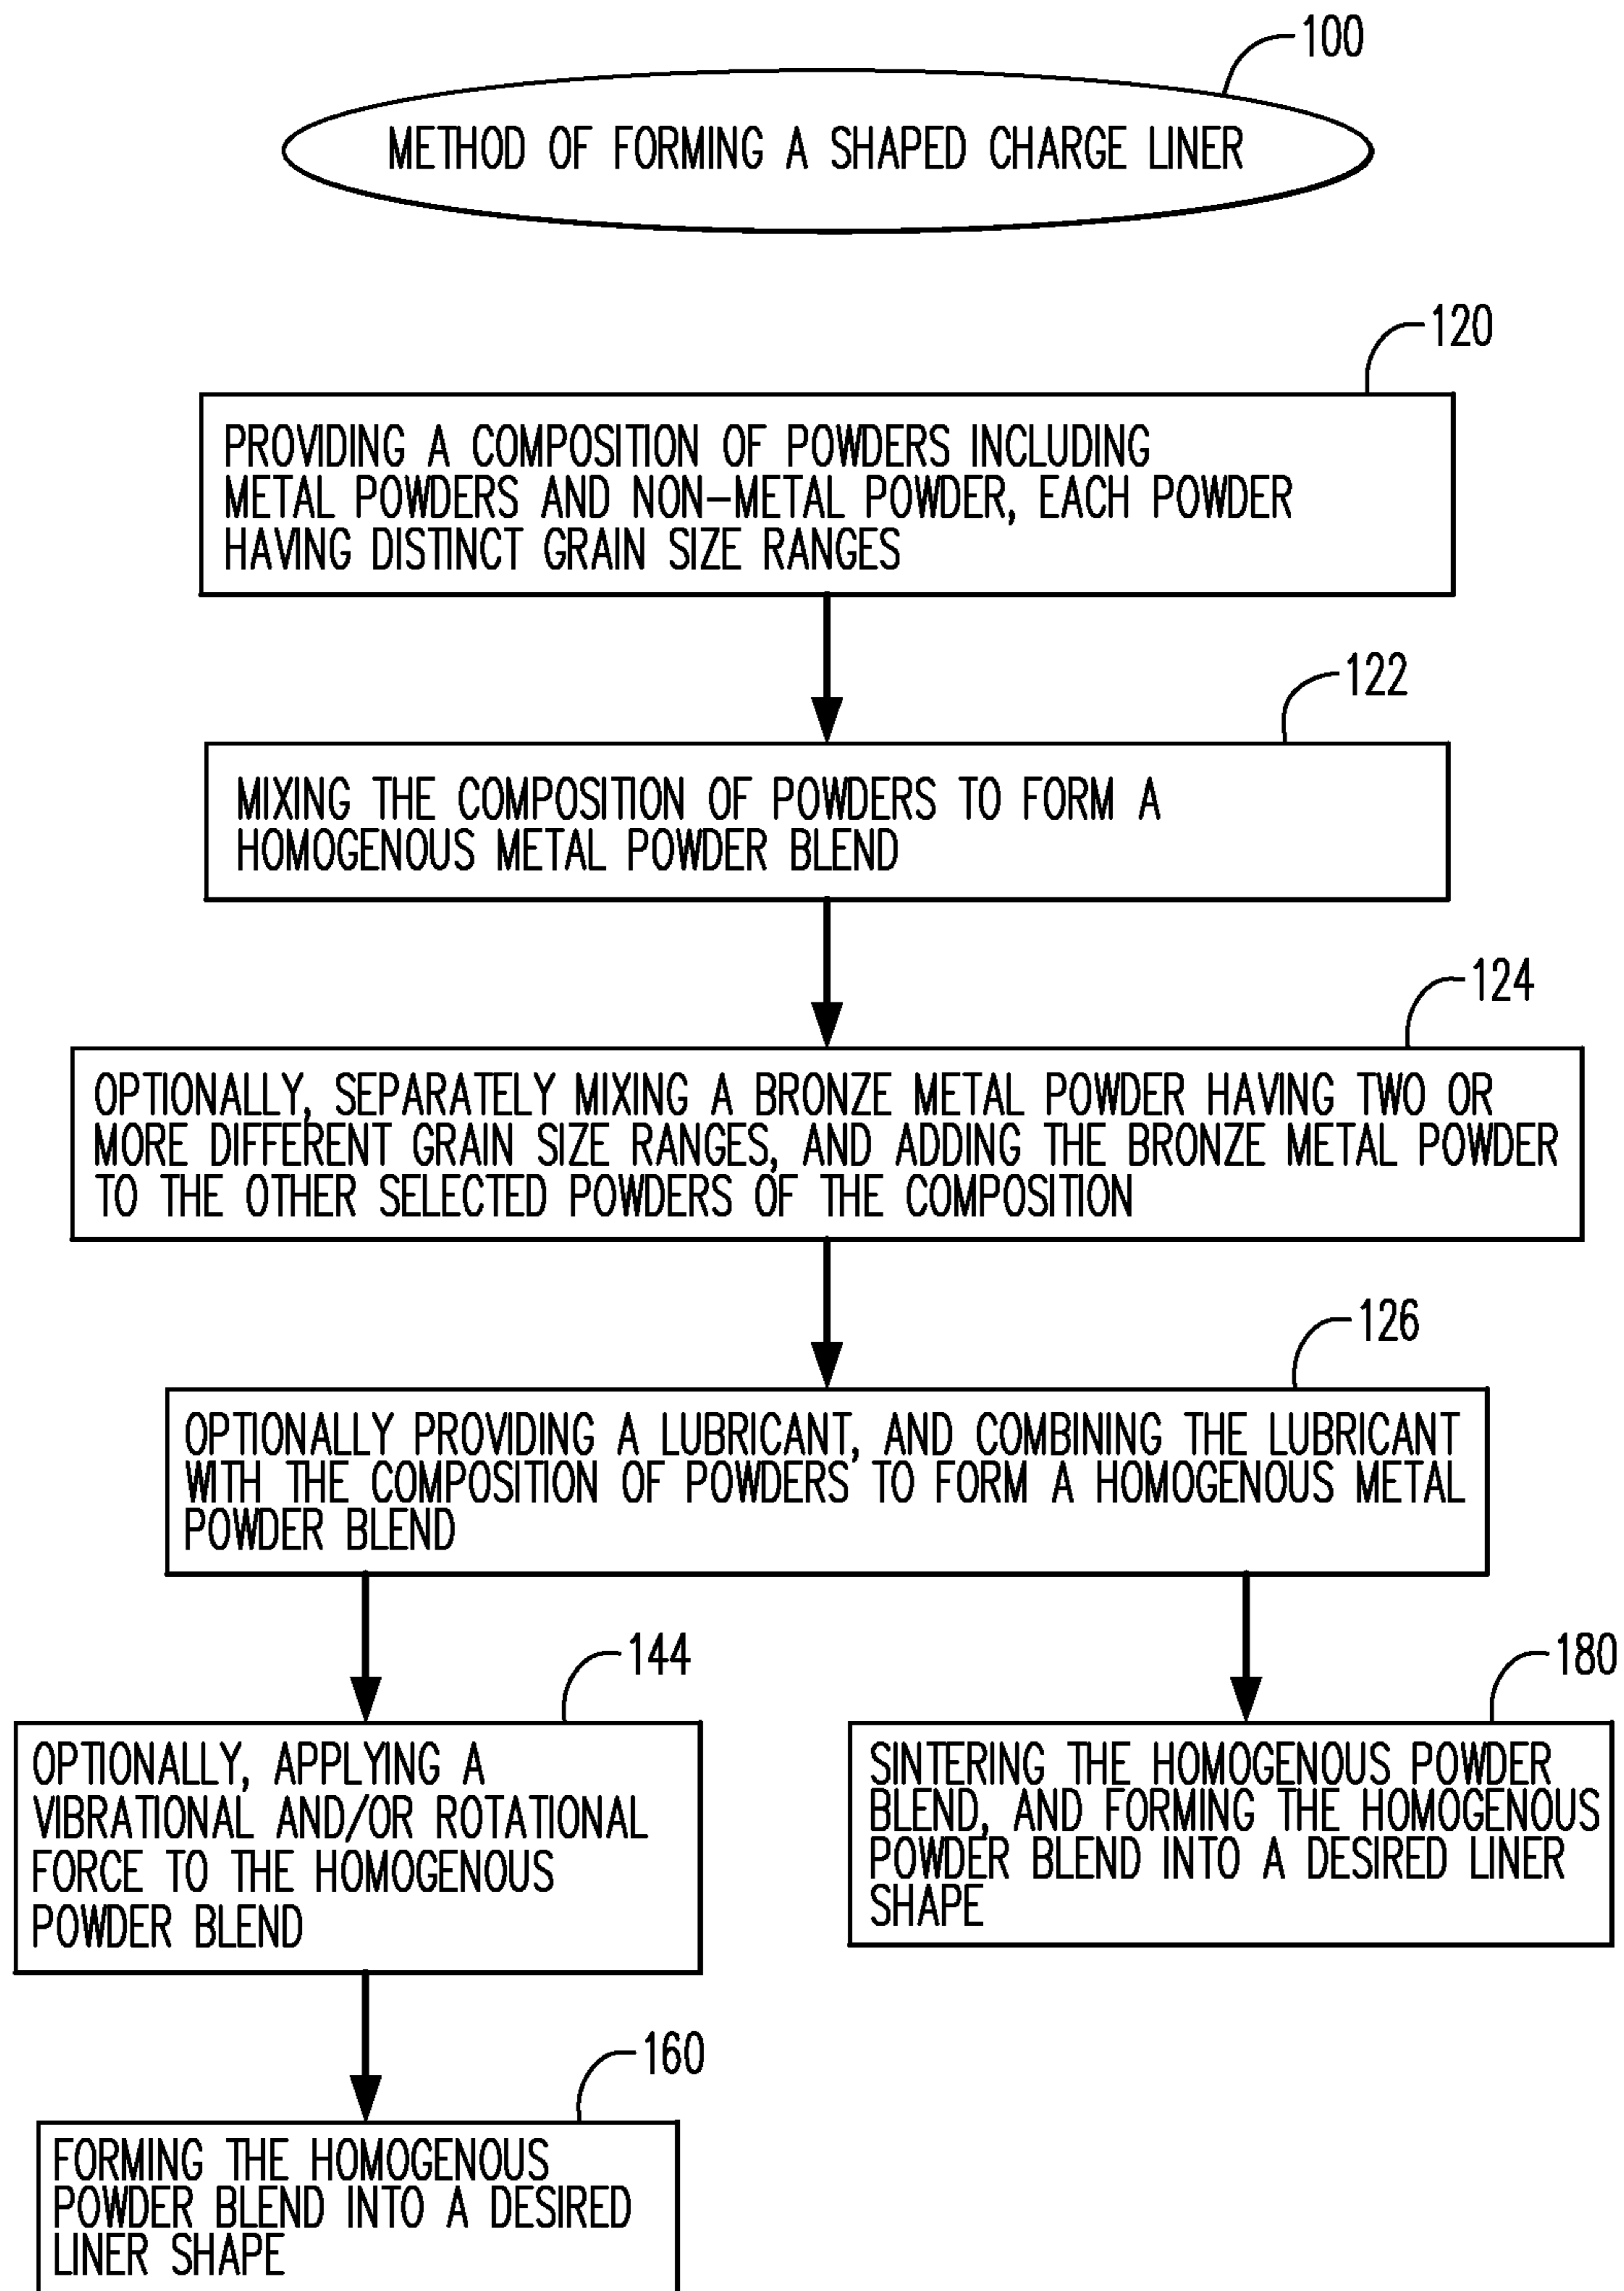 100
METHOD OF FORMING A SHAPED CHARGE LINER
120
PROVIDING A COMPOSITION OF POWDERS INCLUDING
METAL POWDERS AND NON-METAL POWDER, EACH POWDER
HAVING DISTINCT GRAIN SIZE RANGES
122
MIXING THE COMPOSITION OF POWDERS TO FORM A
HOMOGENOUS METAL POWDER BLEND
124
OPTIONALLY, SEPARATELY MIXING A BRONZE METAL POWDER HAVING TWO OR
MORE DIFFERENT GRAIN SIZE RANGES, AND ADDING THE BRONZE METAL POWDER
TO THE OTHER SELECTED POWDERS OF THE COMPOSITION
126
OPTIONALLY PROVIDING A LUBRICANT, AND COMBINING THE LUBRICANT
WITH THE COMPOSITION OF POWDERS, TO FORM A HOMOGENOUS METAL
POWDER BLEND
144
OPTIONALLY, APPLYING A
VIBRATIONAL AND/OR ROTATIONAL
FORCE TO THE HOMOGENOUS
POWDER BLEND
180
SINTERING THE HOMOGENOUS POWDER
BLEND, AND FORMING THE HOMOGENOUS
POWDER BLEND INTO A DESIRED LINER
SHAPE
160
FORMING THE HOMOGENOUS
POWDER BLEND INTO A DESIRED
LINER SHAPE